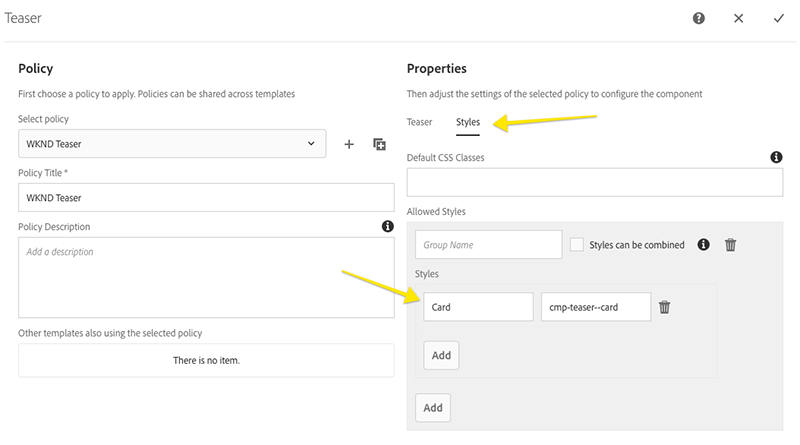 Teaser
Policy
First choose a policy to apply. Policies can be shared across templates
Select policy
WKND Teaser
Policy Title *
WKND Teaser
Policy Description
Add a description
Other templates also using the selected policy
There is no item.
Properties
Then adjust the settings of the selected policy to configure the component
Teaser Styles
Default CSS Classes
Allowed Styles
Group Name Styles can be combined
Styles
Card cmp-teaser--card
Add
Add